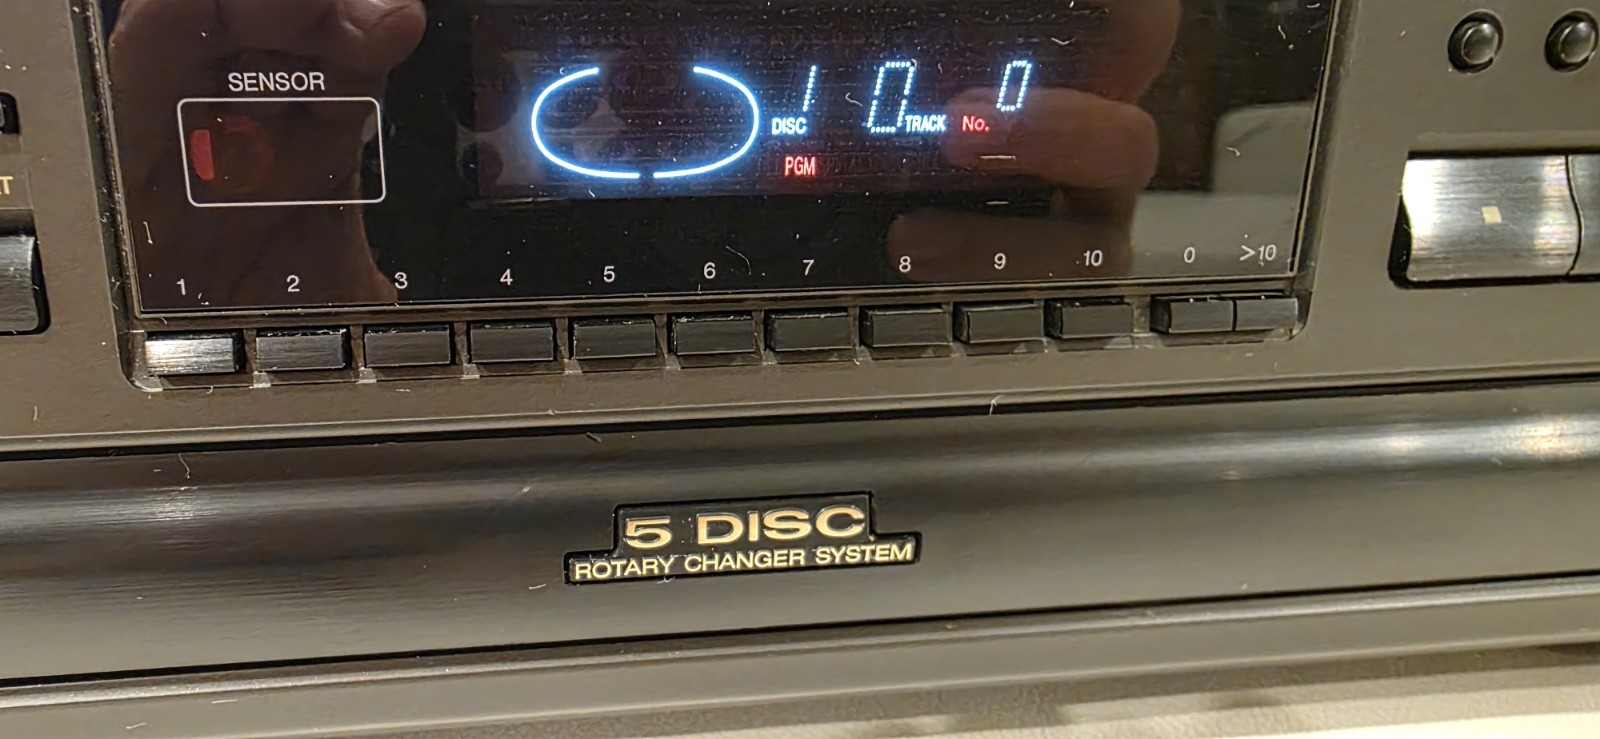 SENSOR
1 0 0
DISC TRACK No.
PGM
T
1 2 3 4 5 6 7 8 9 10 0 >10
5 DISC
ROTARY CHANGER SYSTEM